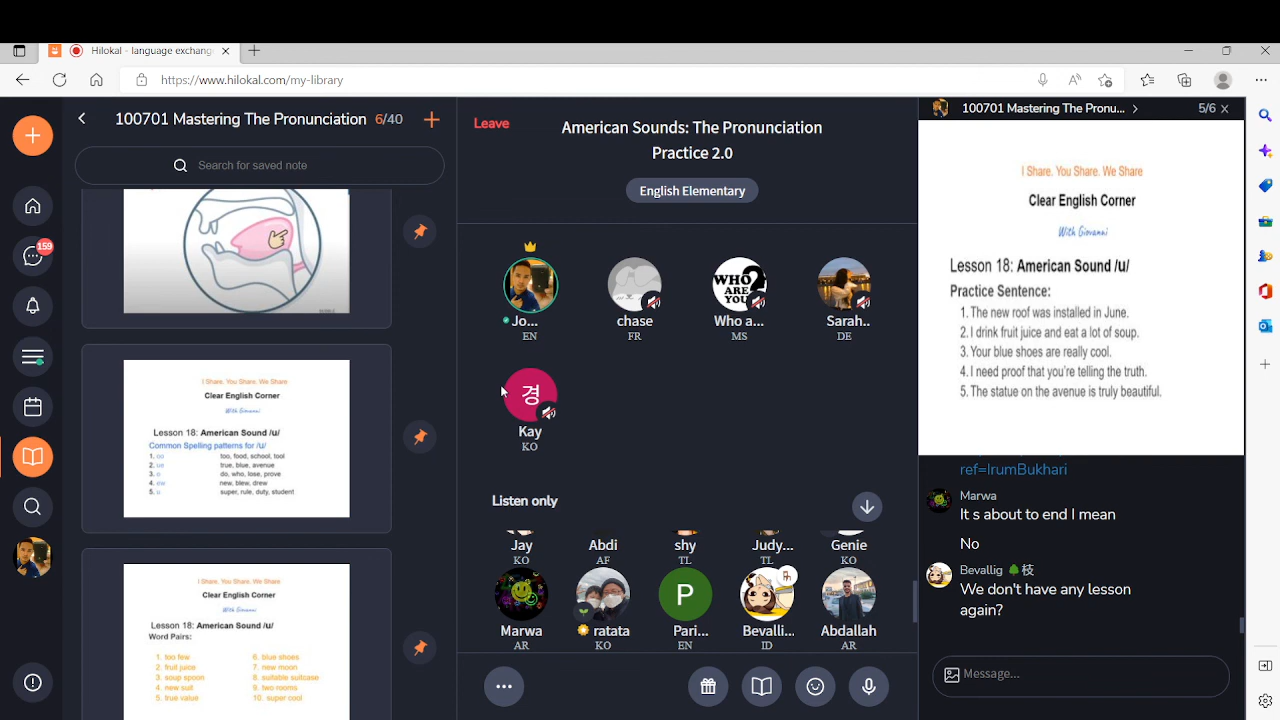 Hilokal - language exchang
https://www.hilokal.com/my-library
159
100701 Mastering The Pronunciation 6/40
Search for saved note
I Share. You Share. We Share
Clear English Corner
With Giovanni
Lesson 18: American Sound /u/
Common Spelling patterns for /u/
1. oo too, food, school, tool
2. ue true, blue, avenue
3. o do, who, lose, prove
4. ew new, blew, drew
5. u super, rule, duty, student
I Share. You Share. We Share
Clear English Corner
With Giovanni
Lesson 18: American Sound /u/
Word Pairs:
1. too few 6. blue shoes
2. fruit juice 7. new moon
3. soup spoon 8. suitable suitcase
4. new suit 9. two rooms
5. true value 10. super cool
Leave
American Sounds: The Pronunciation
Practice 2.0
English Elementary
WHO
ARE
YOU
?
Jo... chase Who a... Sarah...
EN FR MS DE
경
Kay
KO
Listen only
Jay Abdi shy Judy... Genie
KO AF TL TL KO
P
Marwa ratata Pari... Bevalli... Abdallah
AR KO EN ID AR
100701 Mastering The Pronu... 5/6 X
I Share. You Share. We Share
Clear English Corner
With Giovanni
Lesson 18: American Sound /u/
Practice Sentence:
1. The new roof was installed in June.
2. I drink fruit juice and eat a lot of soup.
3. Your blue shoes are really cool.
4. I need proof that you're telling the truth.
5. The statue on the avenue is truly beautiful.
ref=IrumBukhari
Marwa
It s about to end I mean
No
Bevallig 🌲枝
We don't have any lesson
again?
Message...